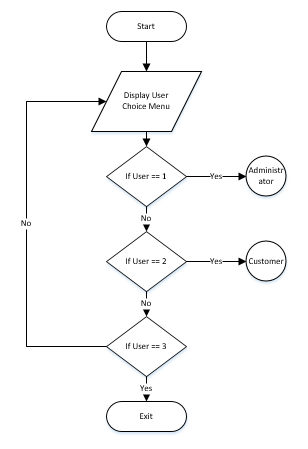 Start
Display User
Choice Menu
If User == 1
Yes
Administr
ator
No
If User == 2
Yes
Customer
No
No
If User == 3
Yes
Exit